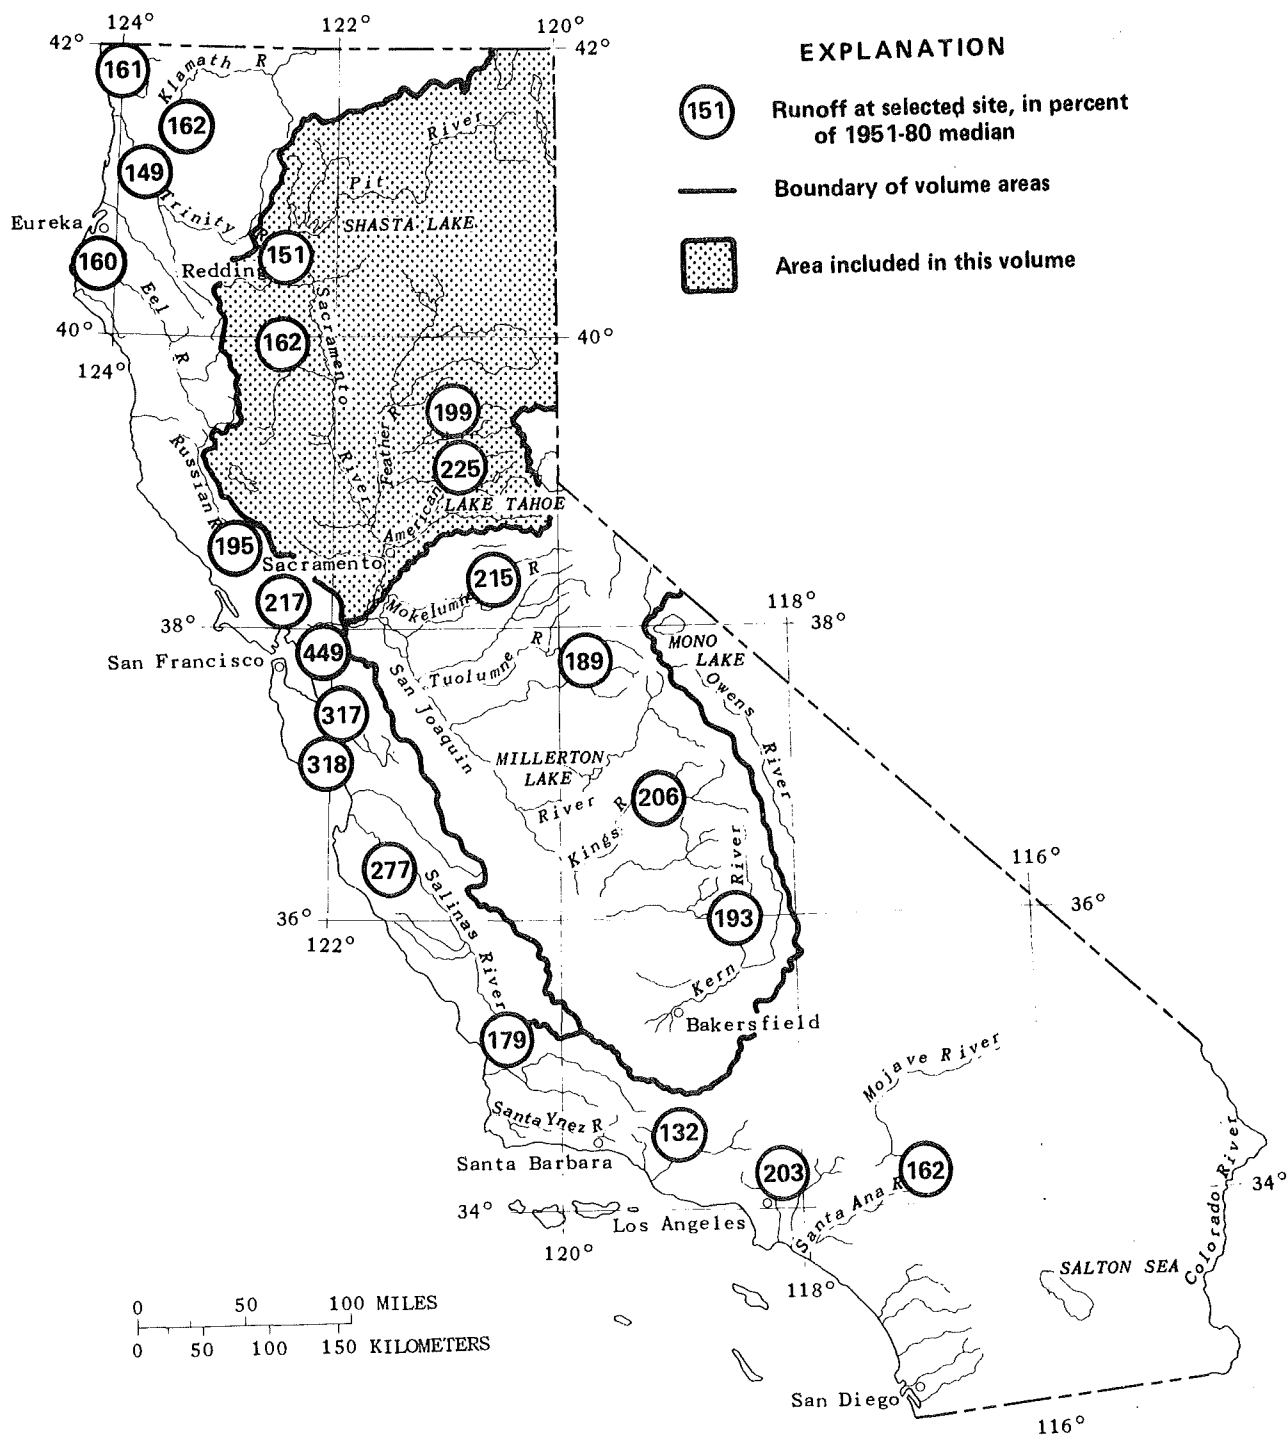 124°
122°
120°
42°
42°
EXPLANATION
151
Runoff at selected site, in percent
of 1951-80 median
Boundary of volume areas
Area included in this volume
161
Klamath R
162
149
Trinity R
River
Pit
SHASTA LAKE
Eureka
160
151
Redding
Eel R
Sacramento River
162
40°
40°
124°
199
Feather R
225
Russian R
American
LAKE TAHOE
195
Sacramento
217
215
Mokelumne R
118°
38°
38°
449
San Francisco
Tuolumne R
189
MONO
LAKE
San Joaquin River
Owens River
317
318
MILLERTON
LAKE
206
Kings R
River
277
Salinas River
193
116°
36°
36°
122°
Kern
Bakersfield
179
Mojave River
Santa Ynez R
132
Santa Barbara
203
162
Santa Ana R
Colorado River
34°
34°
Los Angeles
120°
118°
SALTON SEA
0 50 100 MILES
0 50 100 150 KILOMETERS
San Diego
116°